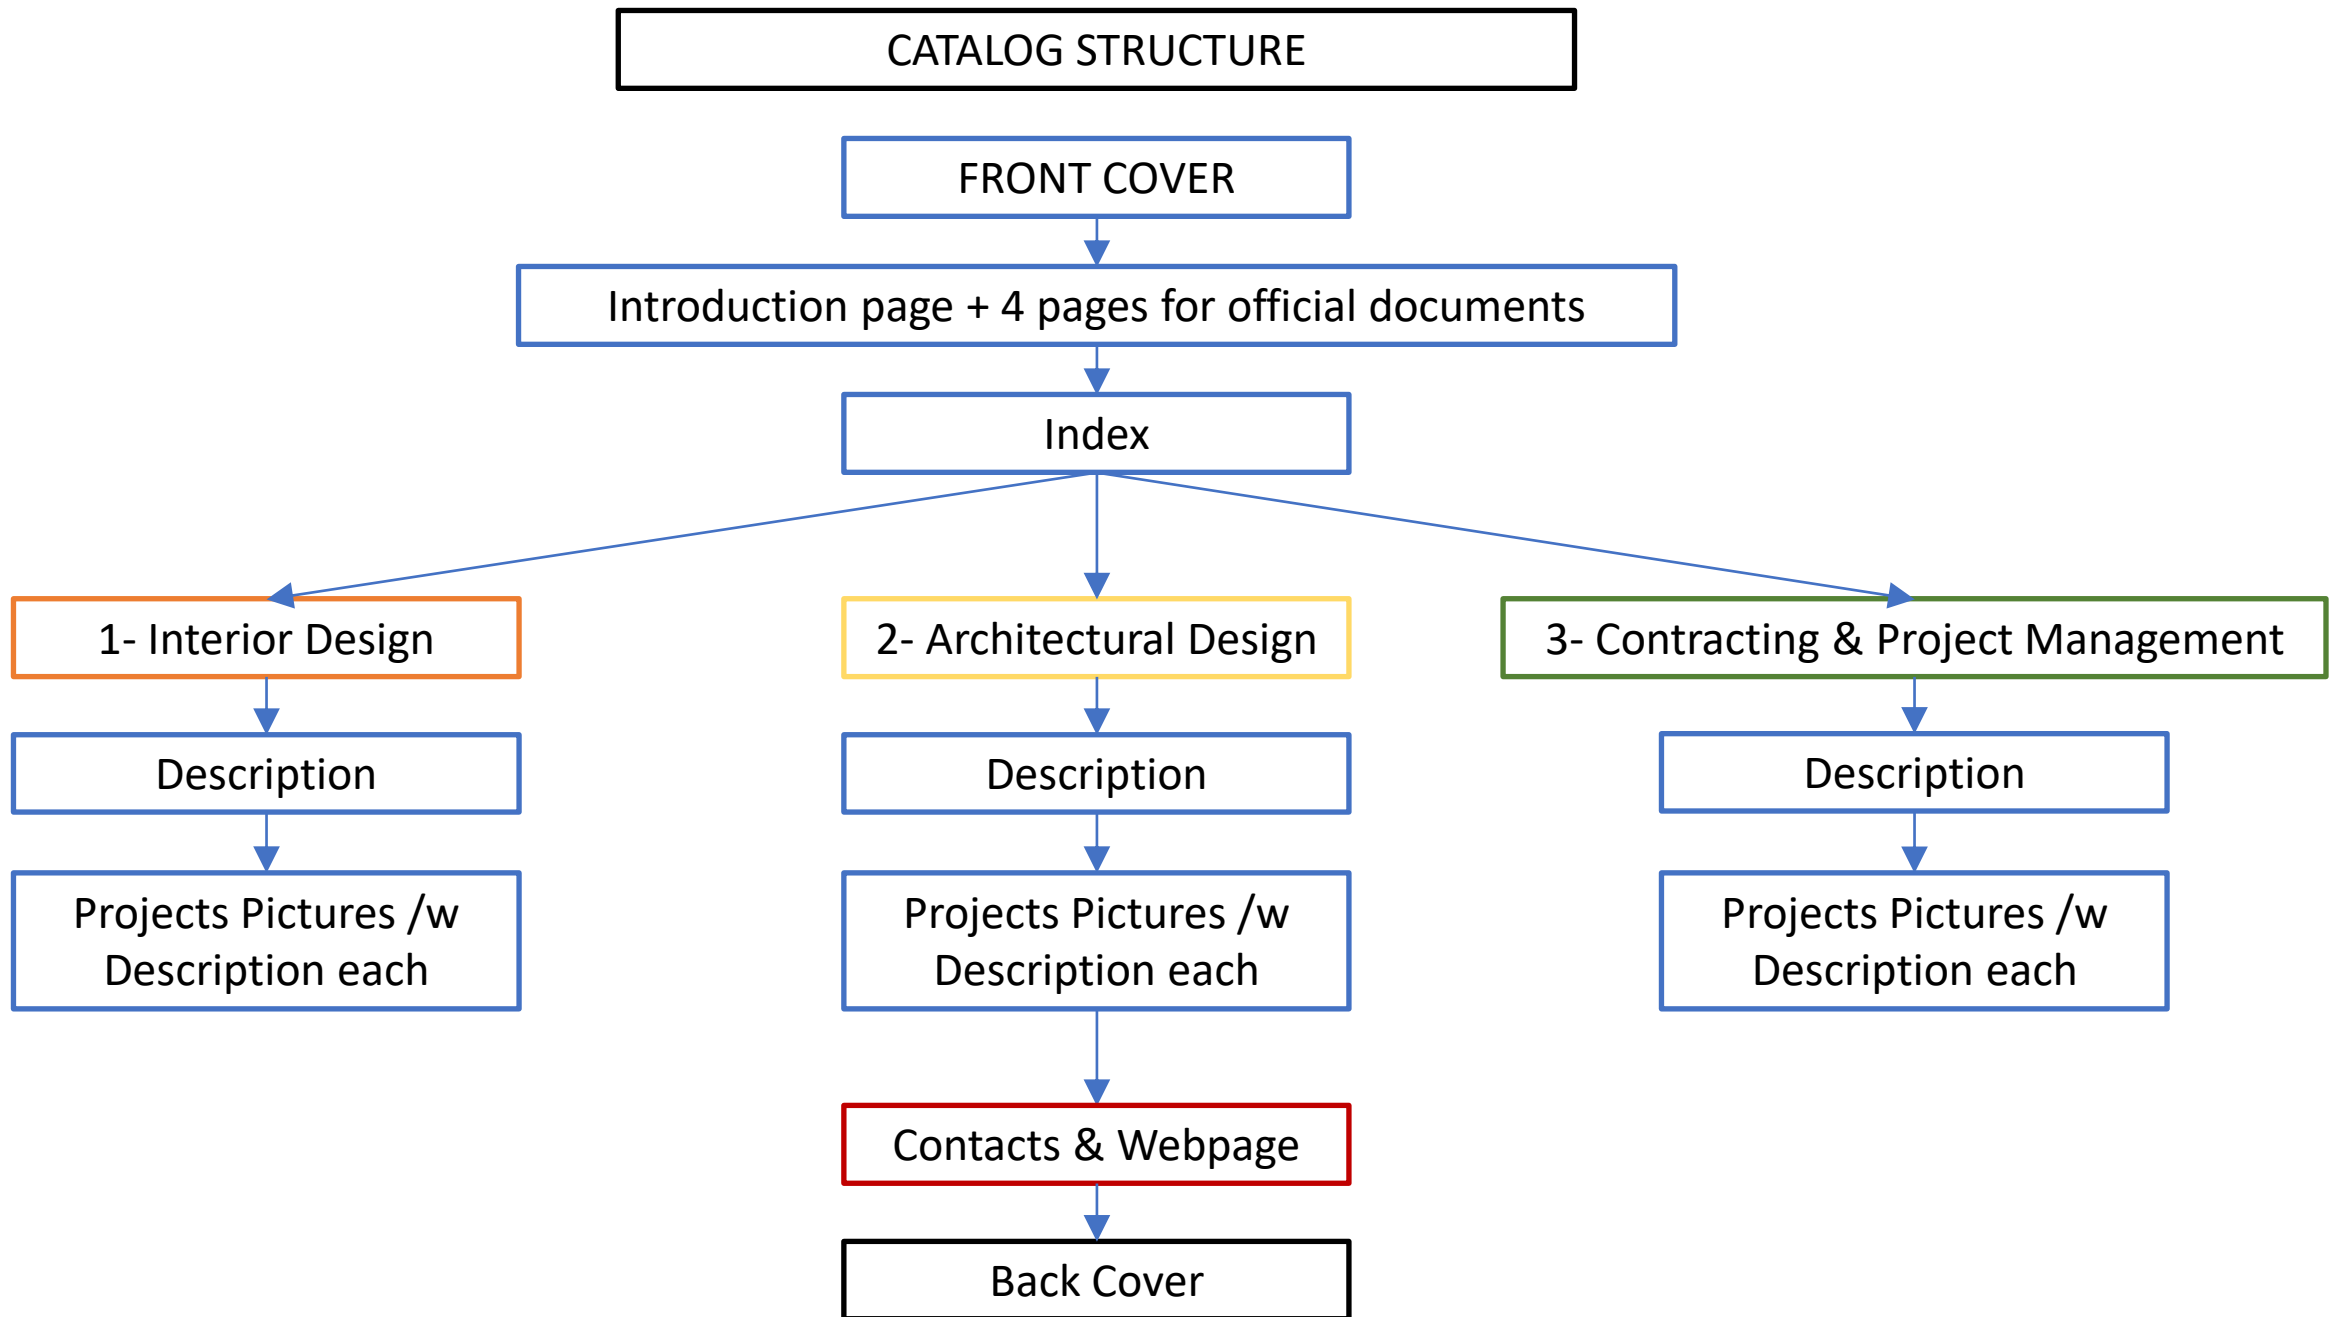 CATALOG STRUCTURE
FRONT COVER
Introduction page + 4 pages for official documents
Index
1- Interior Design
2- Architectural Design
3- Contracting & Project Management
Description
Description
Description
Projects Pictures /w
Description each
Projects Pictures /w
Description each
Projects Pictures /w
Description each
Contacts & Webpage
Back Cover